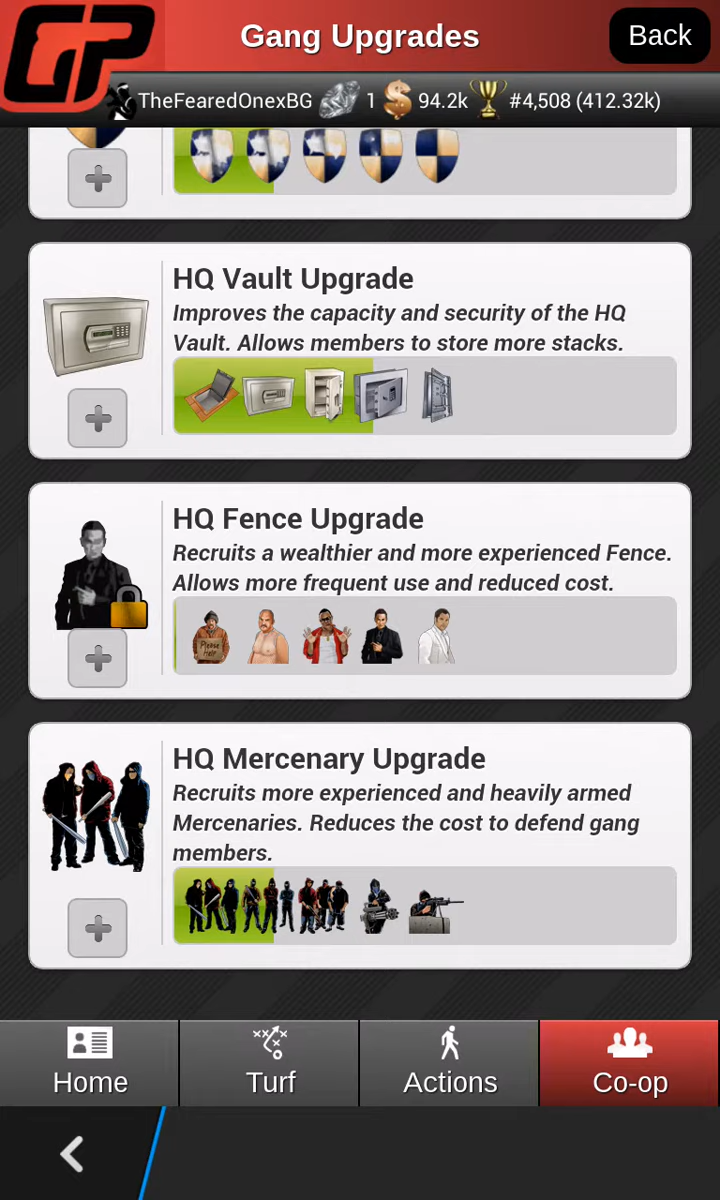 GP
Gang Upgrades
Back
TheFearedOnexBG 1 94.2k #4,508 (412.32k)
HQ Vault Upgrade
Improves the capacity and security of the HQ
Vault. Allows members to store more stacks.
HQ Fence Upgrade
Recruits a wealthier and more experienced Fence.
Allows more frequent use and reduced cost.
Please
Help
HQ Mercenary Upgrade
Recruits more experienced and heavily armed
Mercenaries. Reduces the cost to defend gang
members.
Home
Turf
Actions
Co-op